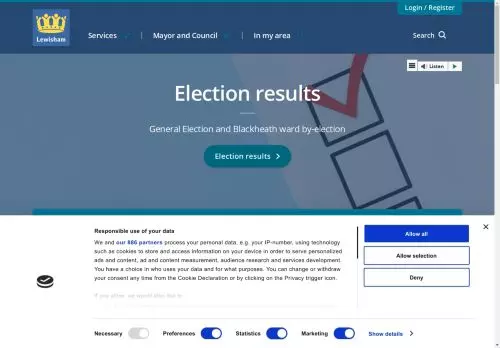 Login / Register
Lewisham
Services
Mayor and Council
In my area
Search
Listen
Election results
General Election and Blackheath ward by-election
Election results
Responsible use of your data
We and our 886 partners process your personal data, e.g. your IP-number, using technology
such as cookies to store and access information on your device in order to serve personalized
ads and content, ad and content measurement, audience research and services development.
You have a choice in who uses your data and for what purposes. You can change or withdraw
your consent any time from the Cookie Declaration or by clicking on the Privacy trigger icon.
If you allow, we would also like to:
Allow all
Allow selection
Deny
Necessary
Preferences
Statistics
Marketing
Show details